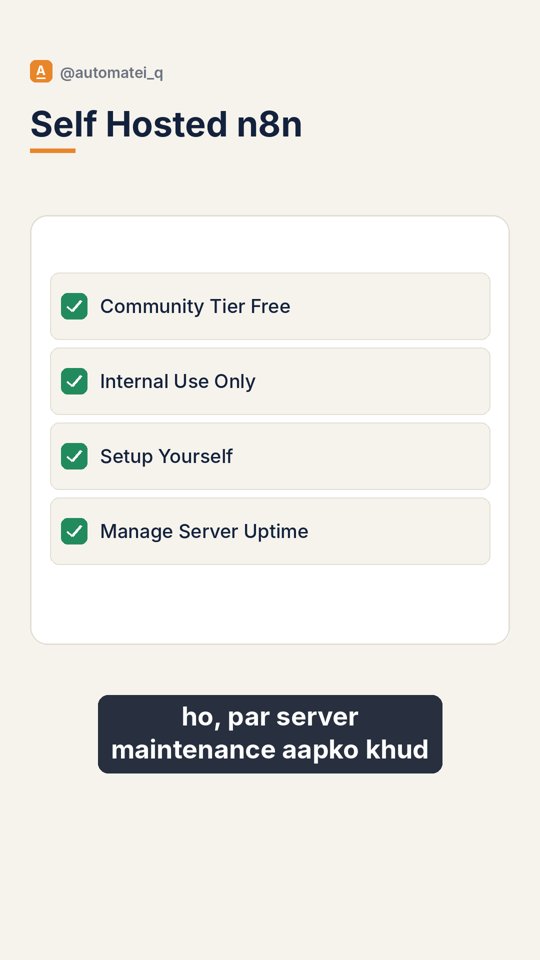 A
@automatei_q
Self Hosted n8n
Community Tier Free
Internal Use Only
Setup Yourself
Manage Server Uptime
ho, par server
maintenance aapko khud